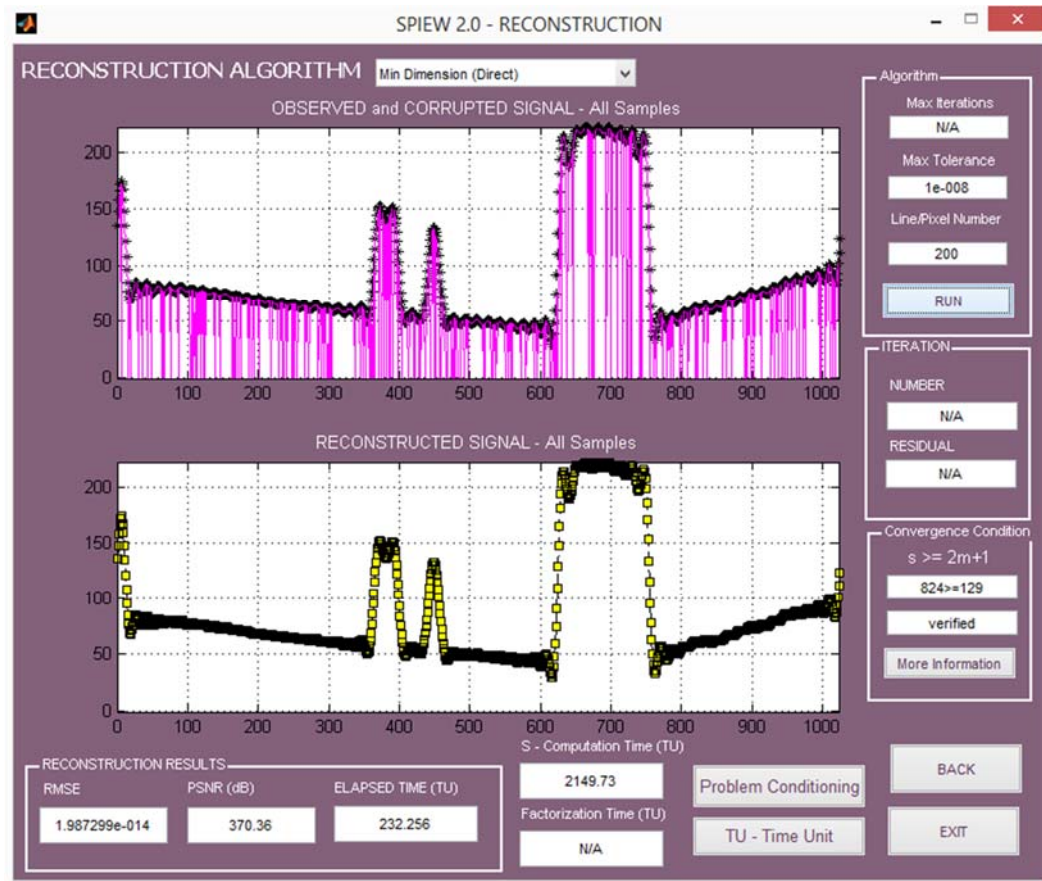 SPIEW 2.0 - RECONSTRUCTION
RECONSTRUCTION ALGORITHM
Min Dimension (Direct)
OBSERVED and CORRUPTED SIGNAL - All Samples
200
150
100
50
0
0 100 200 300 400 500 600 700 800 900 1000
RECONSTRUCTED SIGNAL - All Samples
200
150
100
50
0
0 100 200 300 400 500 600 700 800 900 1000
Algorithm
Max Iterations
N/A
Max Tolerance
1e-008
Line/Pixel Number
200
RUN
ITERATION
NUMBER
N/A
RESIDUAL
N/A
Convergence Condition
s >= 2m+1
824>=129
verified
More Information
RECONSTRUCTION RESULTS
RMSE
1.987299e-014
PSNR (dB)
370.36
ELAPSED TIME (TU)
232.256
S - Computation Time (TU)
2149.73
Factorization Time (TU)
N/A
Problem Conditioning
TU - Time Unit
BACK
EXIT